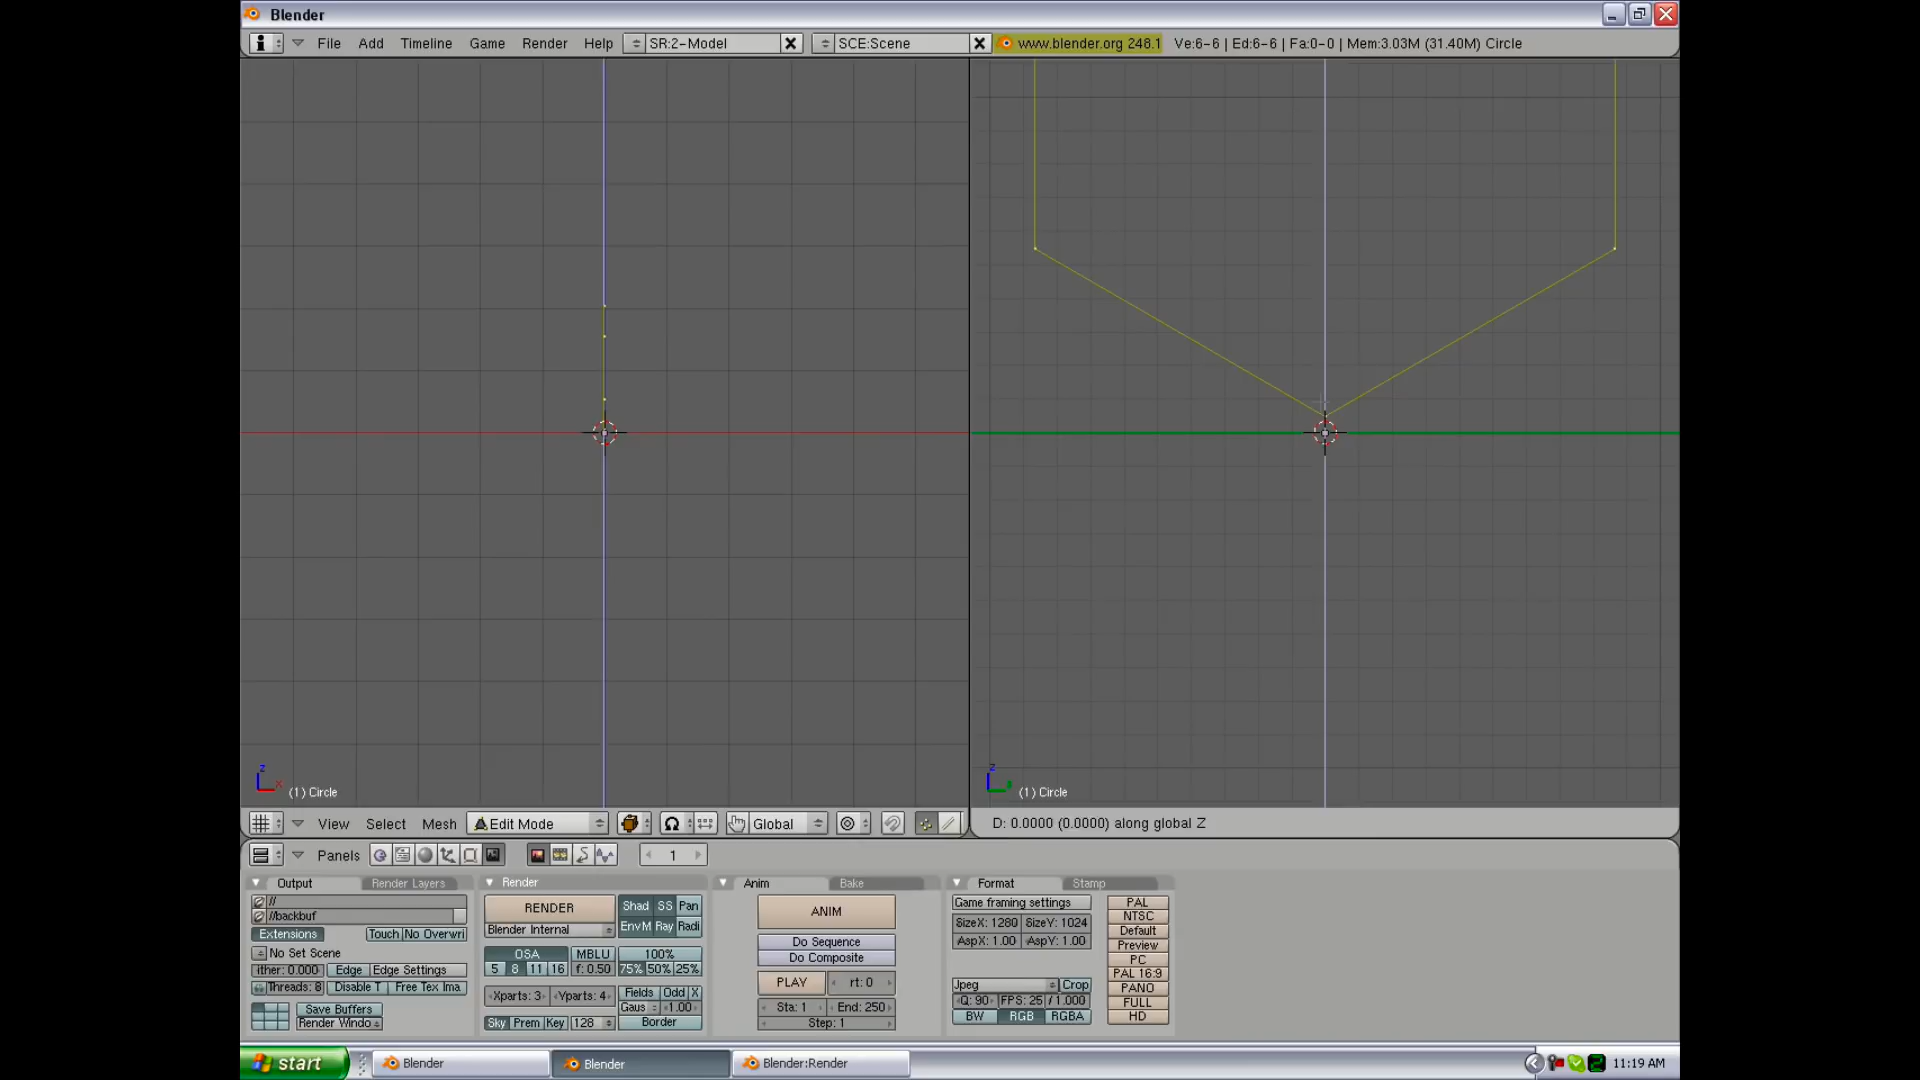 Blender
File Add Timeline Game Render Help SR:2-Model SCE:Scene www.blender.org 248.1 Ve:6-6 | Ed:6-6 | Fa:0-0 | Mem:3.03M (31.40M) Circle
z
x
(1) Circle
z
(1) Circle
View Select Mesh Edit Mode Global
D: 0.0000 (0.0000) along global Z
Panels 1
Output Render Layers
//
//backbuf
Extensions Touch No Overwri
No Set Scene
ither: 0.000 Edge Edge Settings
Threads: 8 Disable T Free Tex Ima
Save Buffers
Render Windo
Render
RENDER
Blender Internal
Shad SS Pan
EnvM Ray Radi
OSA MBLU 100%
5 8 11 16 f: 0.50 75% 50% 25%
Xparts: 3 Yparts: 4 Fields Odd X
Gaus 1.00
Sky Prem Key 128 Border
Anim Bake
ANIM
Do Sequence
Do Composite
PLAY rt: 0
Sta: 1 End: 250
Step: 1
Format Stamp
Game framing settings
SizeX: 1280 SizeY: 1024
AspX: 1.00 AspY: 1.00
Jpeg Crop
Q: 90 FPS: 25 / 1.000
BW RGB RGBA
PAL
NTSC
Default
Preview
PC
PAL 16:9
PANO
FULL
HD
start Blender Blender Blender:Render 11:19 AM